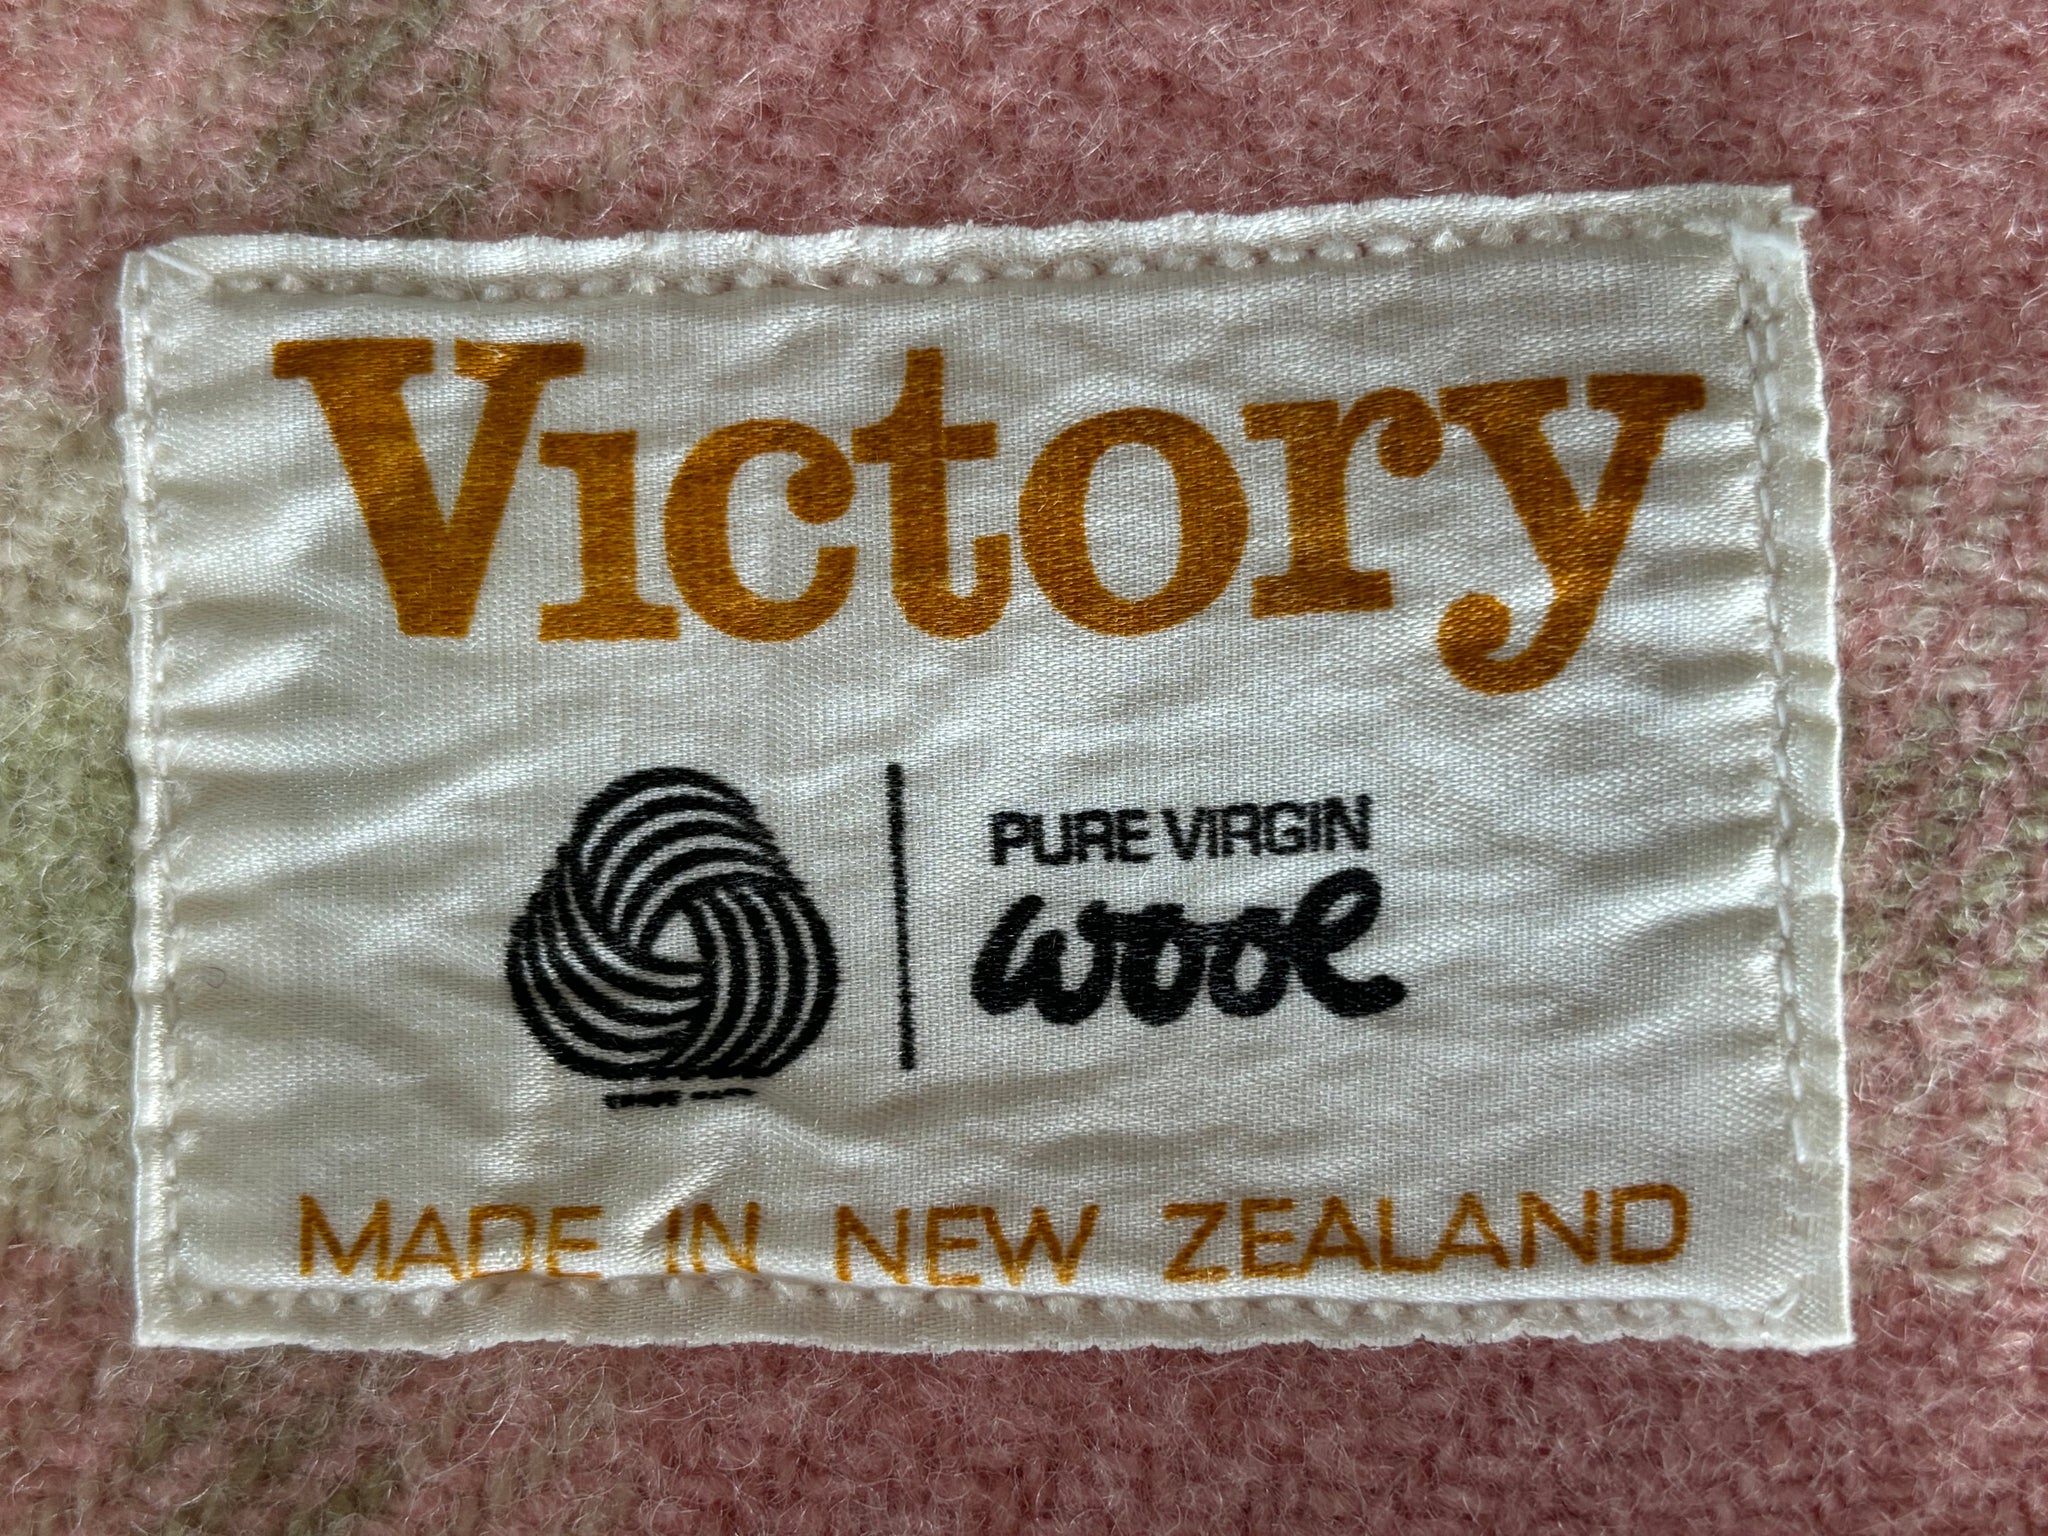 Victory
PURE VIRGIN
wool
MADE IN NEW ZEALAND